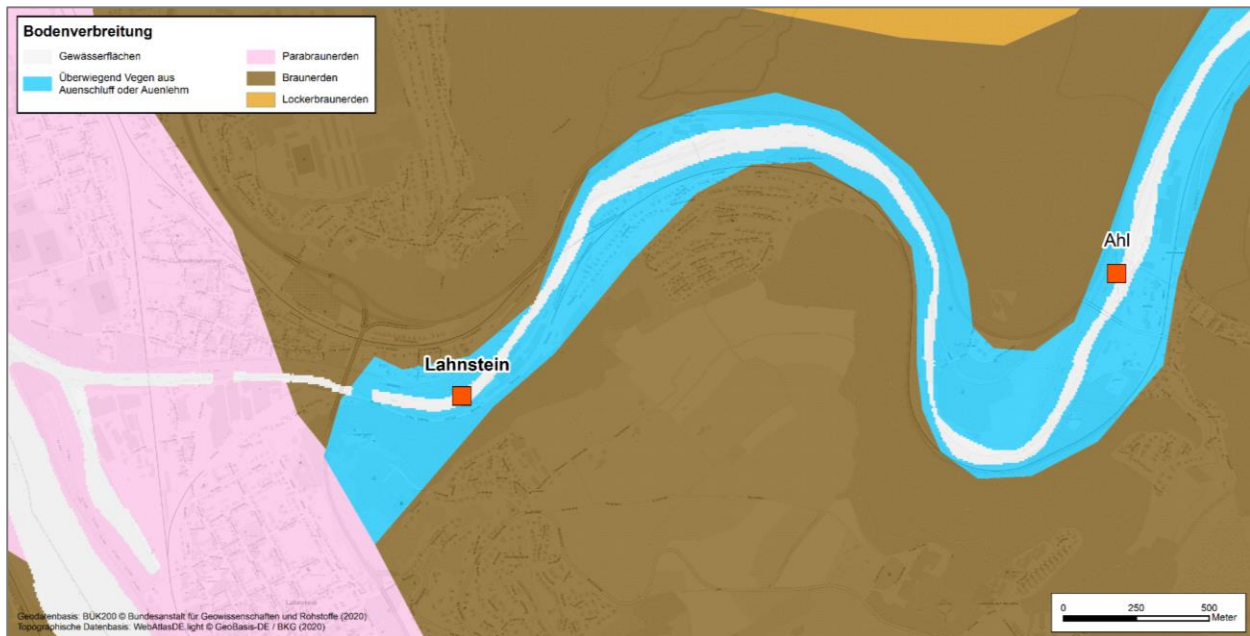 Bodenverbreitung
Gewässerflächen
Überwiegend Vegen aus
Auenschluff oder Auenlehm
Parabraunerden
Braunerden
Lockerbraunerden
Ahl
Lahnstein
0 250 500
Meter
Geodatenbasis: BÜK200 © Bundesanstalt für Geowissenschaften und Rohstoffe (2020)
Topographische Datenbasis: WebAtlasDE.light © GeoBasis-DE / BKG (2020)